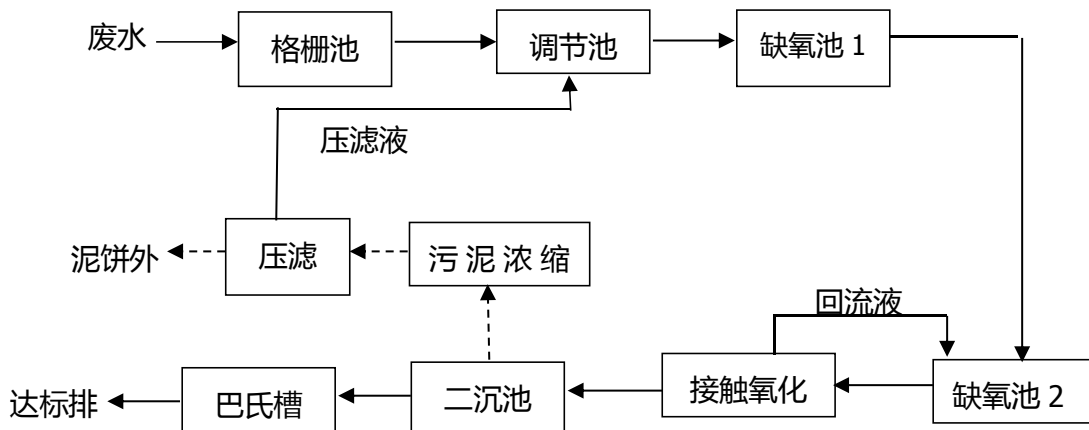 废水
格栅池
调节池
缺氧池 1
压滤液
泥饼外
压滤
污 泥 浓 缩
回流液
达标排
巴氏槽
二沉池
接触氧化
缺氧池 2